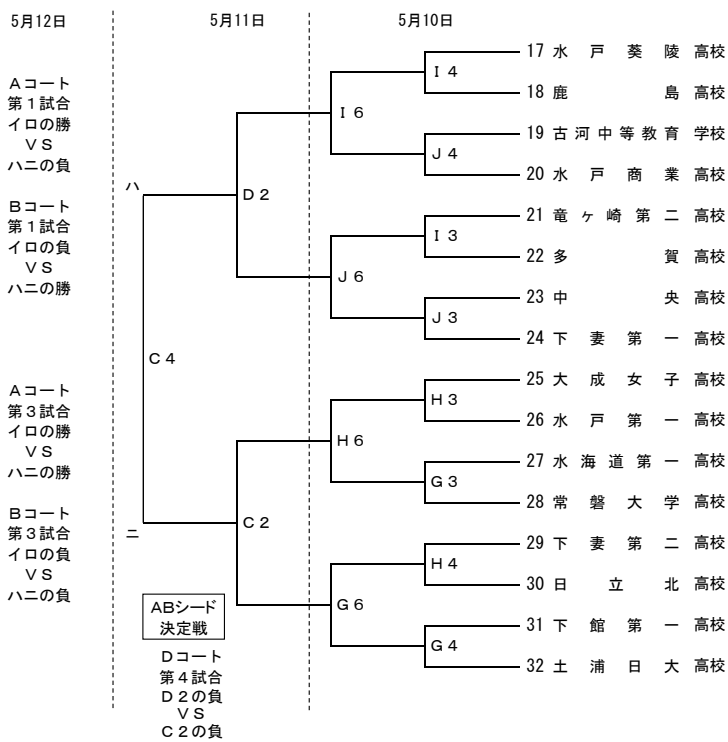 5月12日
5月11日
5月10日
Aコート
第1試合
イロの勝
VS
ハニの負
Bコート
第1試合
イロの負
VS
ハニの勝
Aコート
第3試合
イロの勝
VS
ハニの勝
Bコート
第3試合
イロの負
VS
ハニの負
ハ
C4
ニ
D2
C2
ABシード
決定戦
Dコート
第4試合
D2の負
VS
C2の負
I6
J6
H6
G6
I4
J4
I3
J3
H3
G3
H4
G4
17 水戸葵陵 高校
18 鹿島 高校
19 古河中等教育 学校
20 水戸商業 高校
21 竜ヶ崎第二 高校
22 多賀 高校
23 中央 高校
24 下妻第一 高校
25 大成女子 高校
26 水戸第一 高校
27 水海道第一 高校
28 常磐大学 高校
29 下妻第二 高校
30 日立北 高校
31 下館第一 高校
32 土浦日大 高校